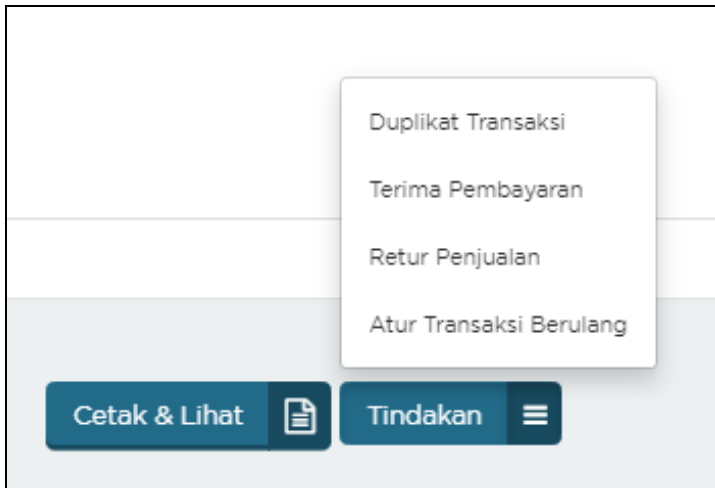 Duplikat Transaksi
Terima Pembayaran
Retur Penjualan
Atur Transaksi Berulang
Cetak & Lihat
Tindakan